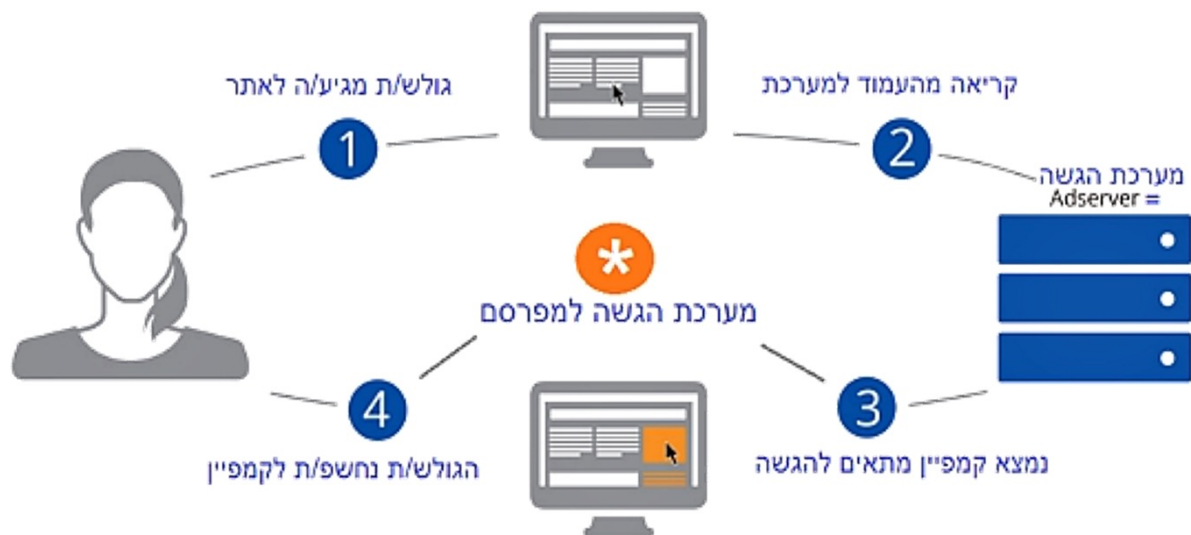 גולש/ת מגיע/ה לאתר
1
קריאה מהעמוד למערכת
2
מערכת הגשה
Adserver =
*
מערכת הגשה למפרסם
3
נמצא קמפיין מתאים להגשה
4
הגולש/ת נחשפ/ת לקמפיין